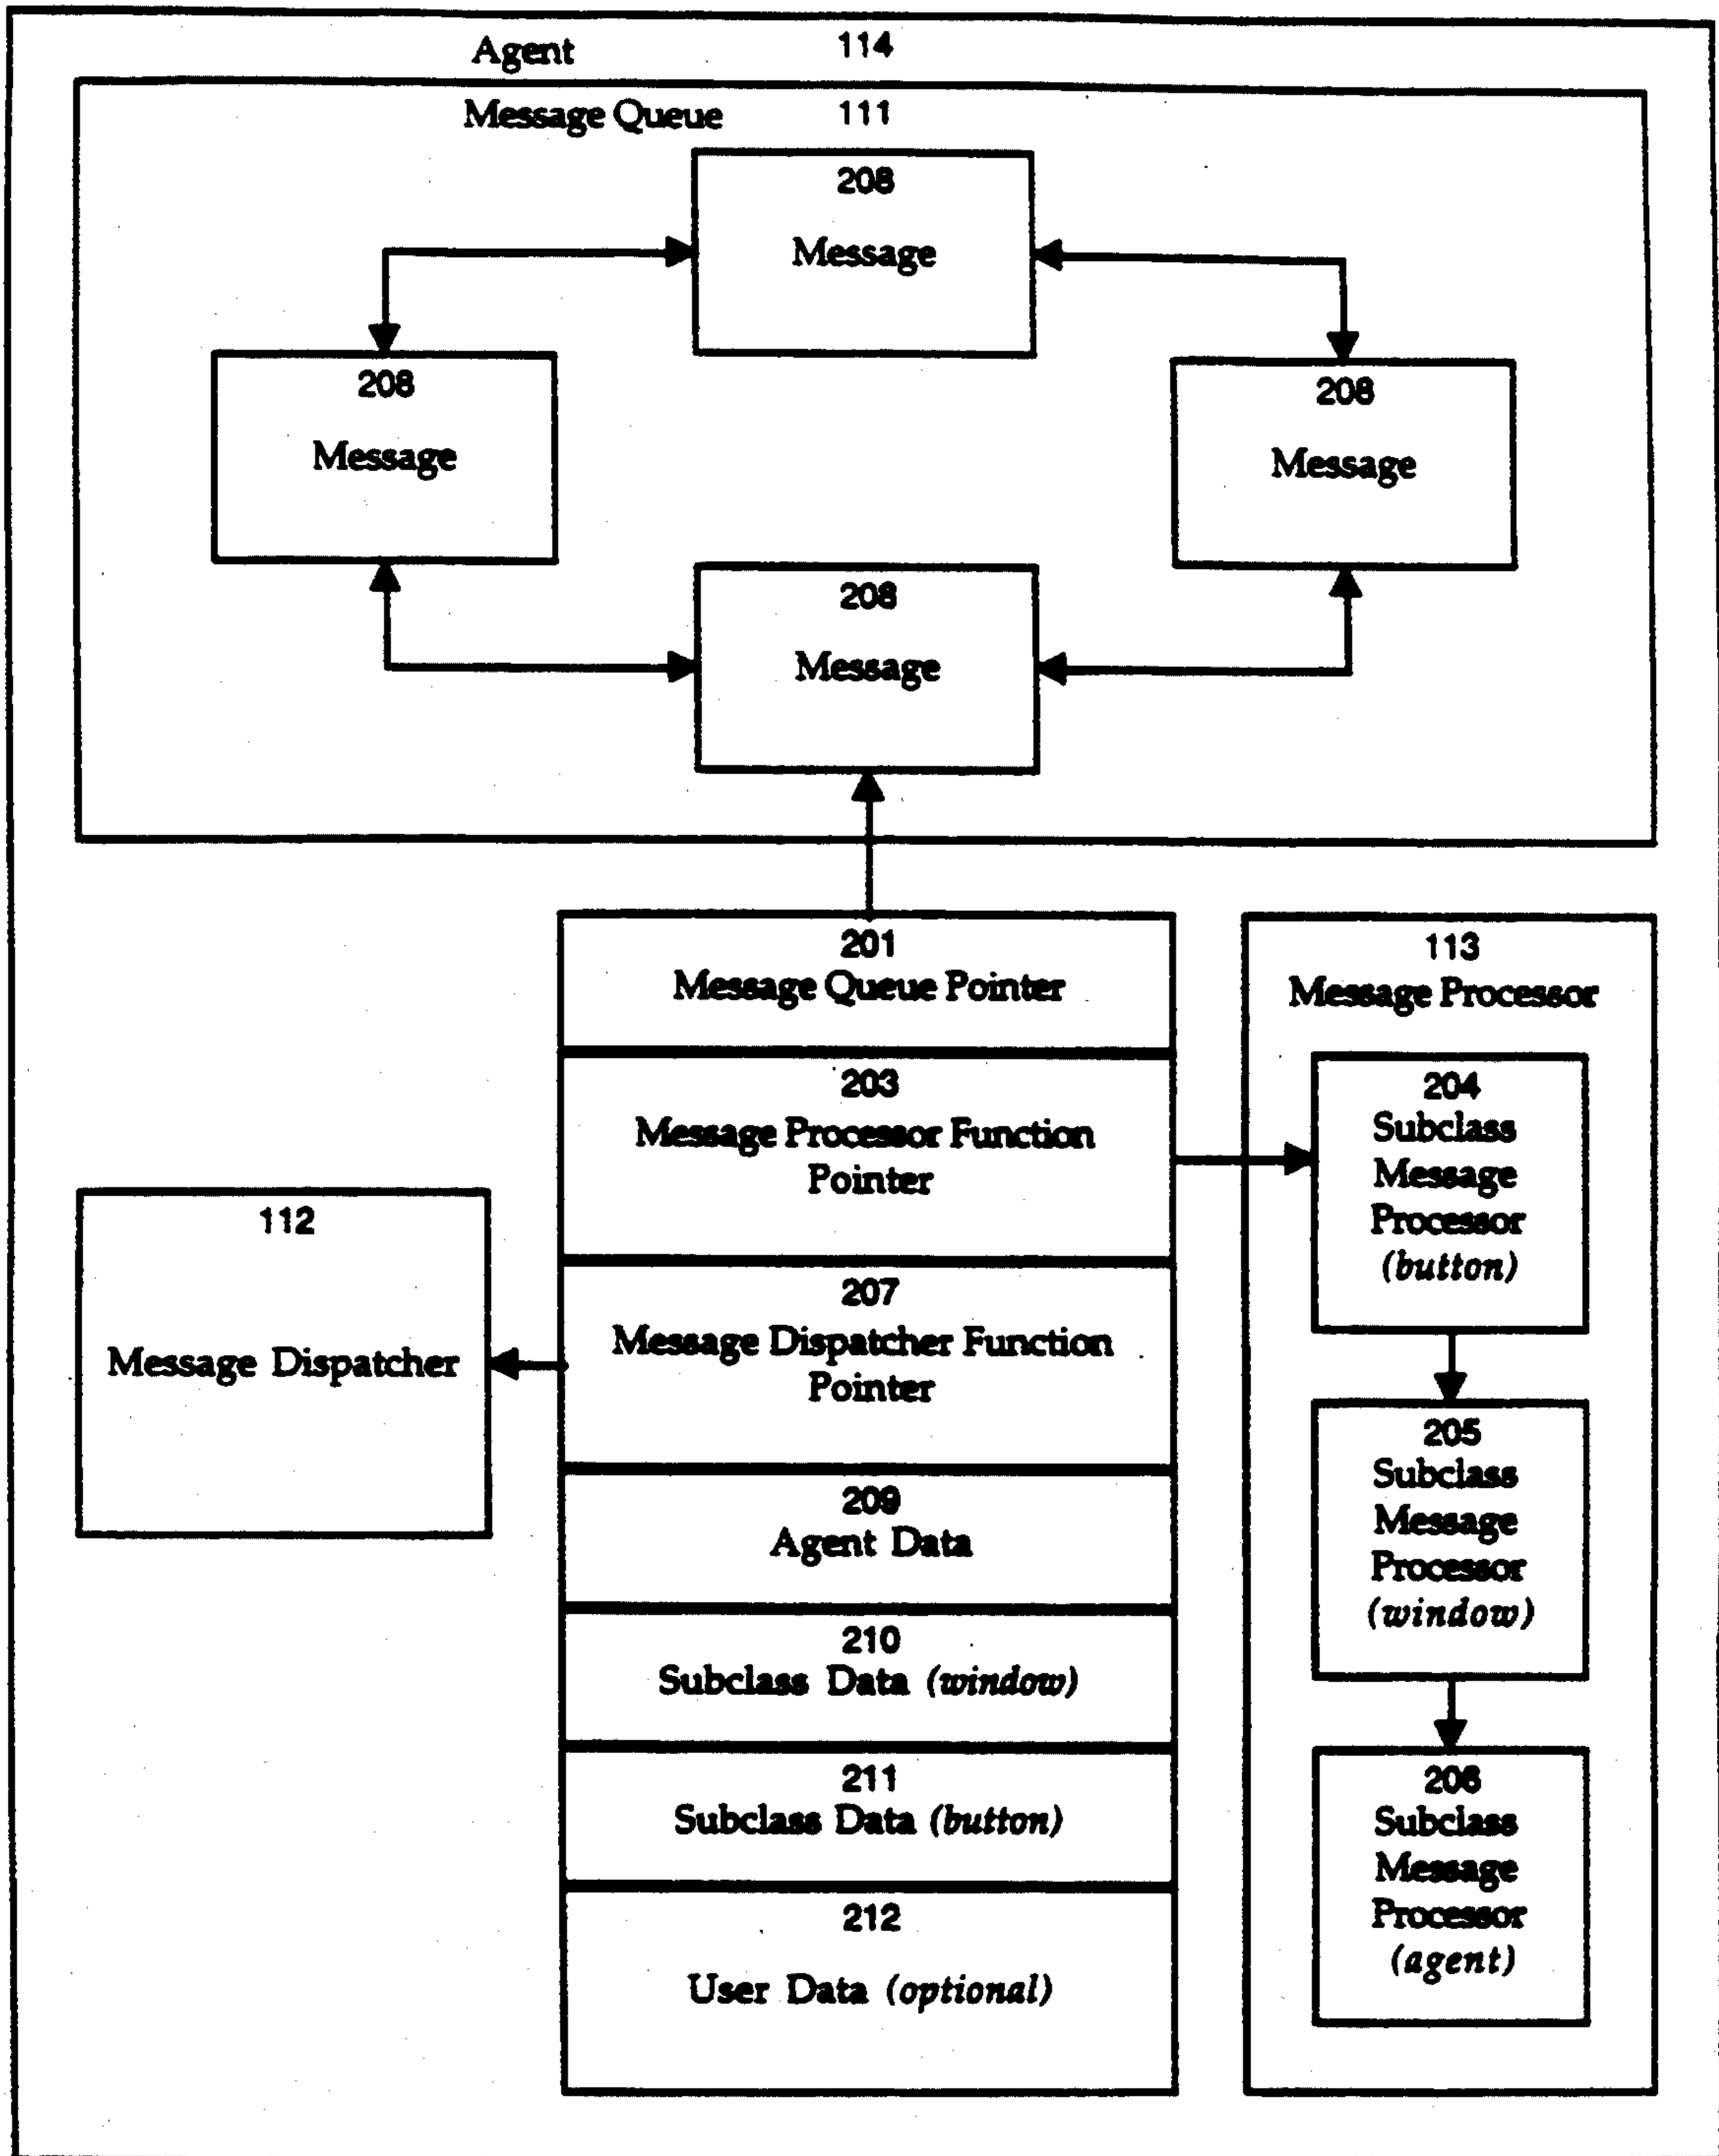 Agent 114
Message Queue 111
208
Message
208
Message
208
Message
208
Message
201
Message Queue Pointer
203
Message Processor Function
Pointer
207
Message Dispatcher Function
Pointer
209
Agent Data
210
Subclass Data (window)
211
Subclass Data (button)
212
User Data (optional)
112
Message Dispatcher
113
Message Processor
204
Subclass
Message
Processor
(button)
205
Subclass
Message
Processor
(window)
206
Subclass
Message
Processor
(agent)